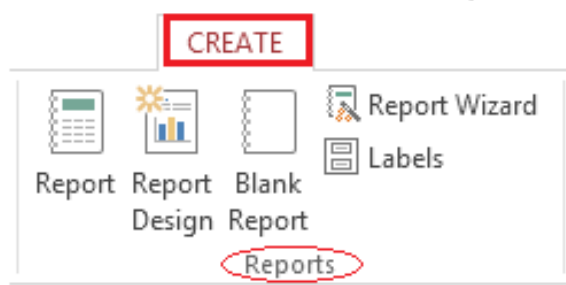 CREATE
Report
Report Design
Blank Report
Report Wizard
Labels
Reports